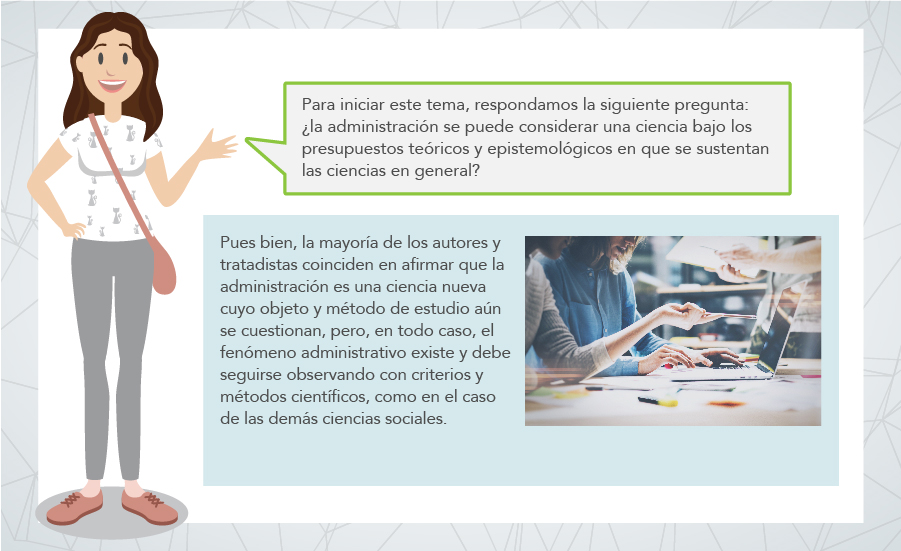 Para iniciar este tema, respondamos la siguiente pregunta:
¿la administración se puede considerar una ciencia bajo los
presupuestos teóricos y epistemológicos en que se sustentan
las ciencias en general?
Pues bien, la mayoría de los autores y
tratadistas coinciden en afirmar que la
administración es una ciencia nueva
cuyo objeto y método de estudio aún
se cuestionan, pero, en todo caso, el
fenómeno administrativo existe y debe
seguirse observando con criterios y
métodos científicos, como en el caso
de las demás ciencias sociales.